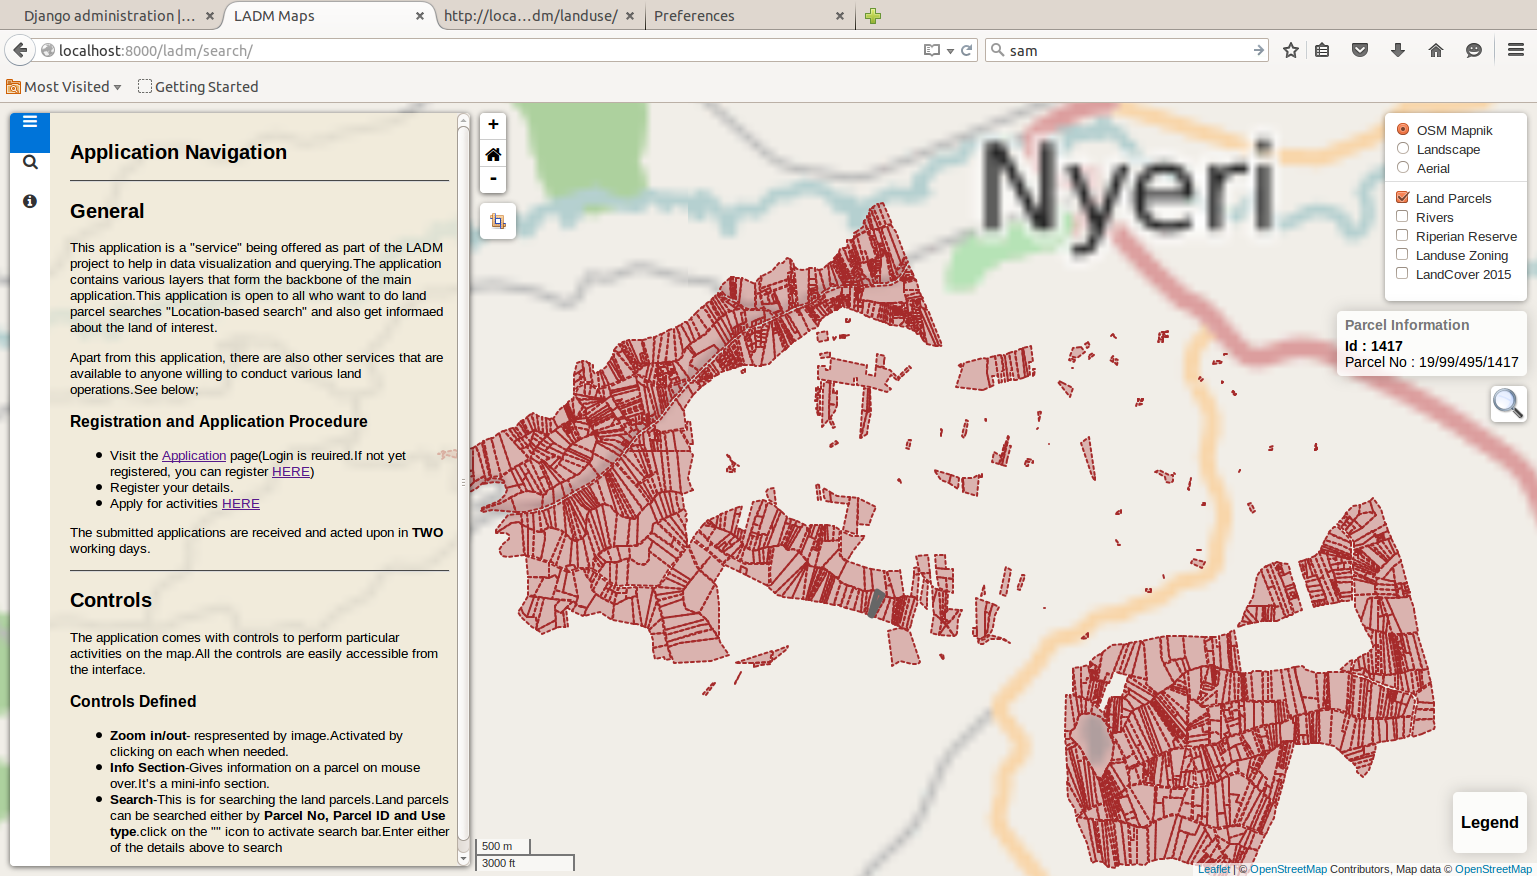 Django administration |...
LADM Maps
http://loca...dm/landuse/
Preferences
localhost:8000/ladm/search/
sam
Most Visited
Getting Started
Application Navigation
General
This application is a "service" being offered as part of the LADM
project to help in data visualization and querying.The application
contains various layers that form the backbone of the main
application.This application is open to all who want to do land
parcel searches "Location-based search" and also get informaed
about the land of interest.
Apart from this application, there are also other services that are
available to anyone willing to conduct various land
operations.See below;
Registration and Application Procedure
Visit the Application page(Login is reuired.If not yet
registered, you can register HERE)
Register your details.
Apply for activities HERE
The submitted applications are received and acted upon in TWO
working days.
Controls
The application comes with controls to perform particular
activities on the map.All the controls are easily accessible from
the interface.
Controls Defined
Zoom in/out- respresented by image.Activated by
clicking on each when needed.
Info Section-Gives information on a parcel on mouse
over.It's a mini-info section.
Search-This is for searching the land parcels.Land parcels
can be searched either by Parcel No, Parcel ID and Use
type.click on the "" icon to activate search bar.Enter either
of the details above to search
+
-
Nyeri
OSM Mapnik
Landscape
Aerial
Land Parcels
Rivers
Riperian Reserve
Landuse Zoning
LandCover 2015
Parcel Information
Id : 1417
Parcel No : 19/99/495/1417
Legend
500 m
3000 ft
Leaflet | © OpenStreetMap Contributors, Map data © OpenStreetMap